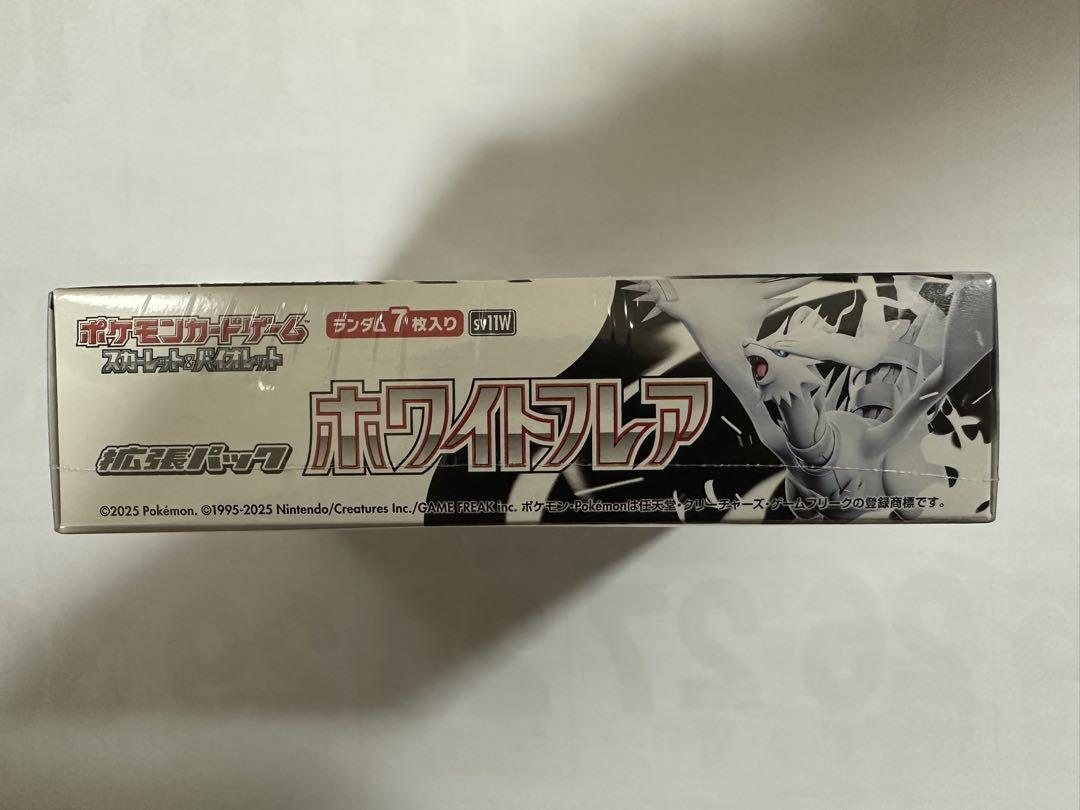 ポケモンカードゲーム
スカーレット&バイオレット
ランダム7枚入り
SV11W
拡張パック
ホワイトフレア
©2025 Pokémon. ©1995-2025 Nintendo/Creatures Inc./GAME FREAK inc. ポケモン・Pokémonは任天堂・クリーチャーズ・ゲームフリークの登録商標です。
26 27